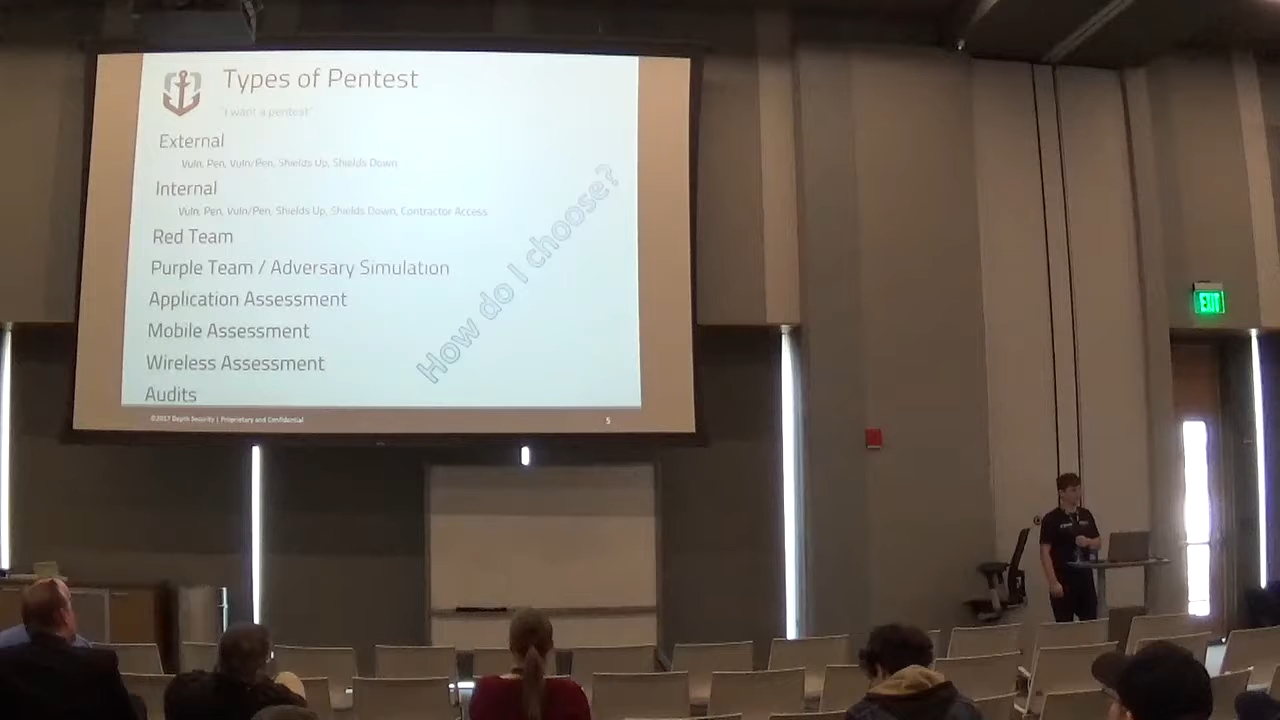 Types of Pentest
"I want a pentest"
External
Vuln, Pen, Vuln/Pen, Shields Up, Shields Down
Internal
Vuln, Pen, Vuln/Pen, Shields Up, Shields Down, Contractor Access
Red Team
Purple Team / Adversary Simulation
Application Assessment
Mobile Assessment
Wireless Assessment
Audits
How do I choose?
©2017 Depth Security | Proprietary and Confidential
5
EXIT